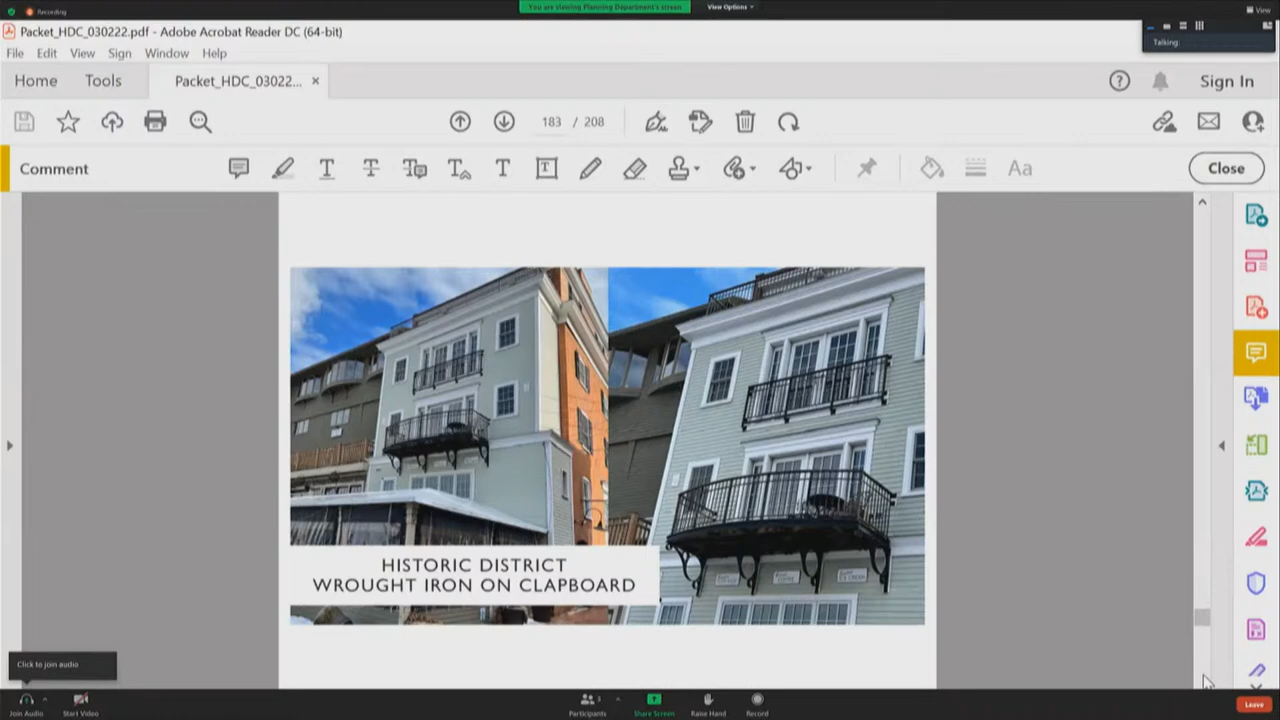 Recording
You are viewing Planning Department's screen
View Options
View
Packet_HDC_030222.pdf - Adobe Acrobat Reader DC (64-bit)
Talking:
File Edit View Sign Window Help
Home Tools Packet_HDC_03022... ×
Sign In
183 / 208
Comment
Close
HISTORIC DISTRICT
WROUGHT IRON ON CLAPBOARD
Click to join audio
Join Audio Start Video Participants 3 Share Screen Raise Hand Record Leave